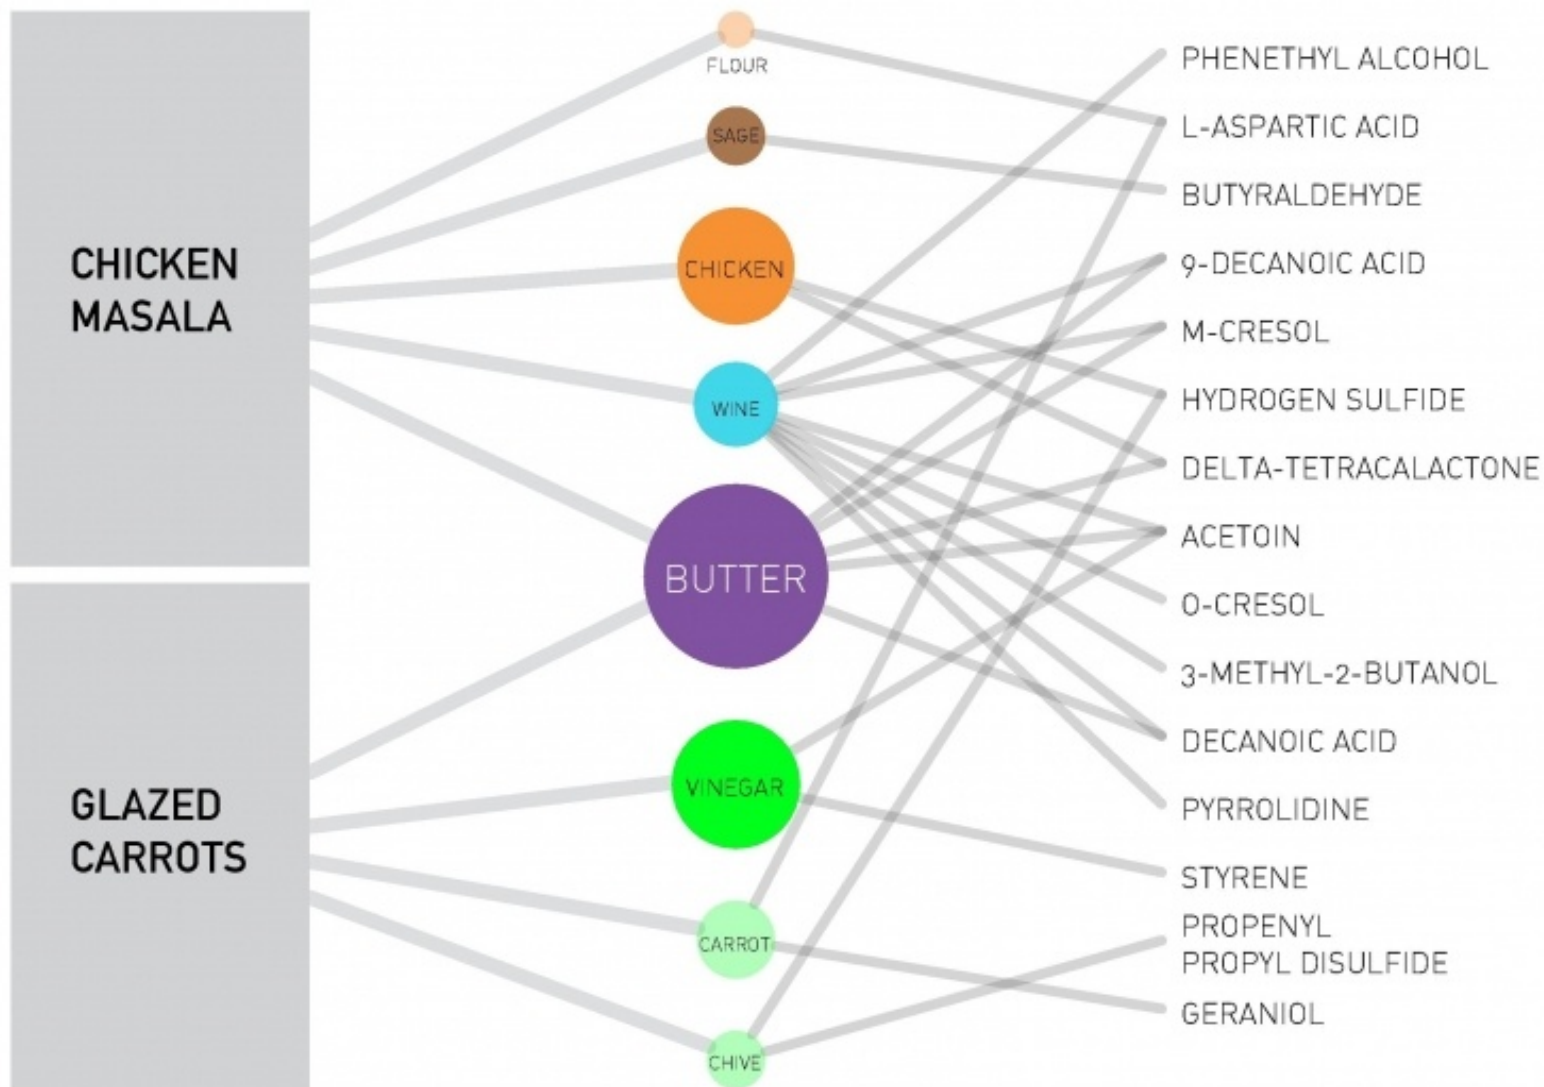 CHICKEN
MASALA
GLAZED
CARROTS
FLOUR
SAGE
CHICKEN
WINE
BUTTER
VINEGAR
CARROT
CHIVE
PHENETHYL ALCOHOL
L-ASPARTIC ACID
BUTYRALDEHYDE
9-DECANOIC ACID
M-CRESOL
HYDROGEN SULFIDE
DELTA-TETRACALACTONE
ACETOIN
O-CRESOL
3-METHYL-2-BUTANOL
DECANOIC ACID
PYRROLIDINE
STYRENE
PROPENYL
PROPYL DISULFIDE
GERANIOL